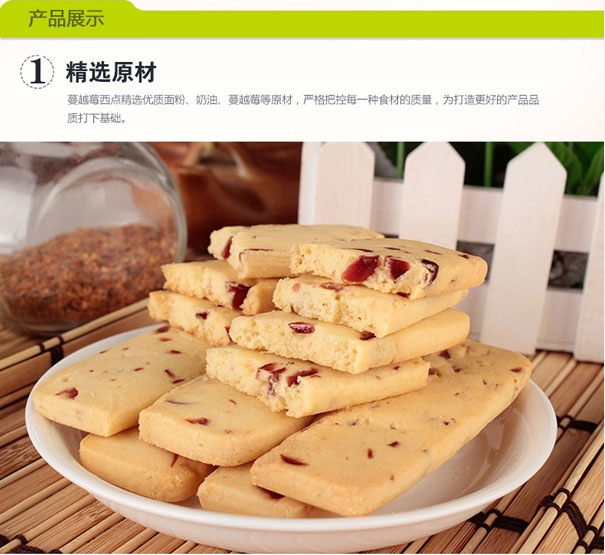 产品展示
1 精选原材
蔓越莓西点精选优质面粉、奶油、蔓越莓等原材，严格把控每一种食材的质量，为打造更好的产品品
质打下基础。